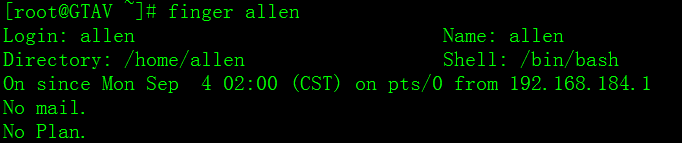 [root@GTAV ~]# finger allen
Login: allen                            Name: allen
Directory: /home/allen                  Shell: /bin/bash
On since Mon Sep  4 02:00 (CST) on pts/0 from 192.168.184.1
No mail.
No Plan.